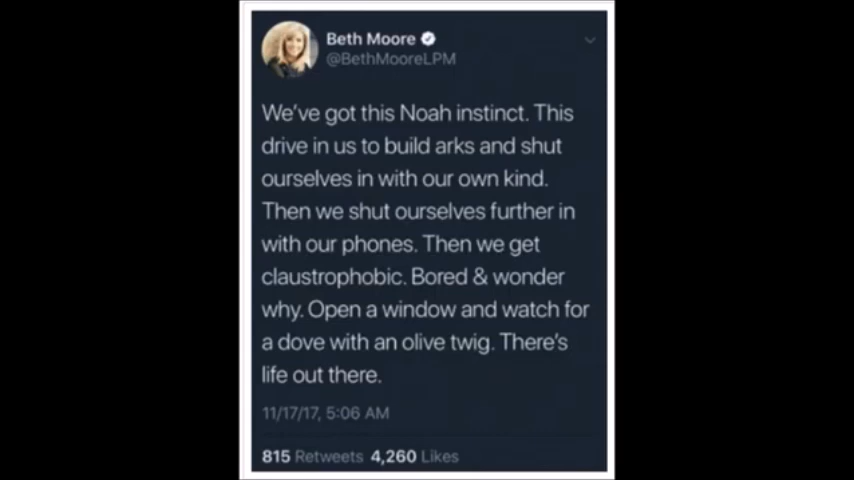 Beth Moore
@BethMooreLPM
We've got this Noah instinct. This
drive in us to build arks and shut
ourselves in with our own kind.
Then we shut ourselves further in
with our phones. Then we get
claustrophobic. Bored & wonder
why. Open a window and watch for
a dove with an olive twig. There's
life out there.
11/17/17, 5:06 AM
815 Retweets 4,260 Likes